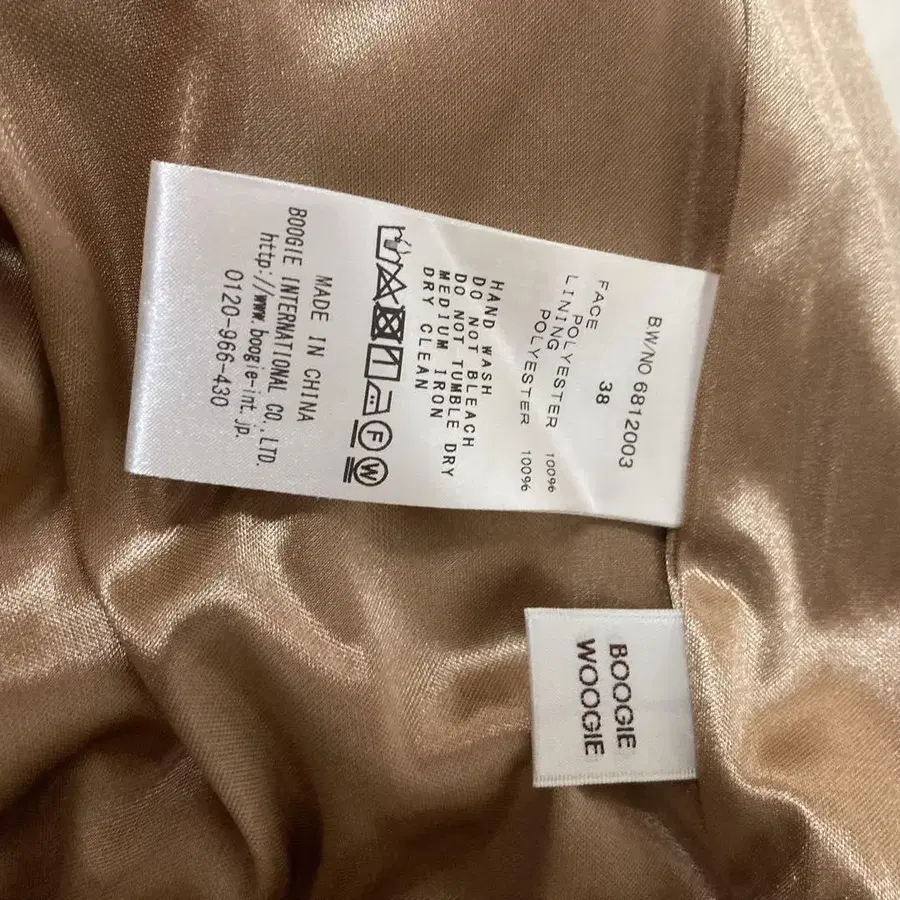 BW/NO 6812003
38
FACE
POLYESTER 100%
LINING
POLYESTER 100%
HAND WASH
DO NOT BLEACH
DO NOT TUMBLE DRY
MEDIUM IRON
DRY CLEAN
F
W
MADE IN CHINA
BOOGIE INTERNATIONAL CO., LTD.
http://www.boogie-int.jp.
0120-966-430
BOOGIE
WOOGIE